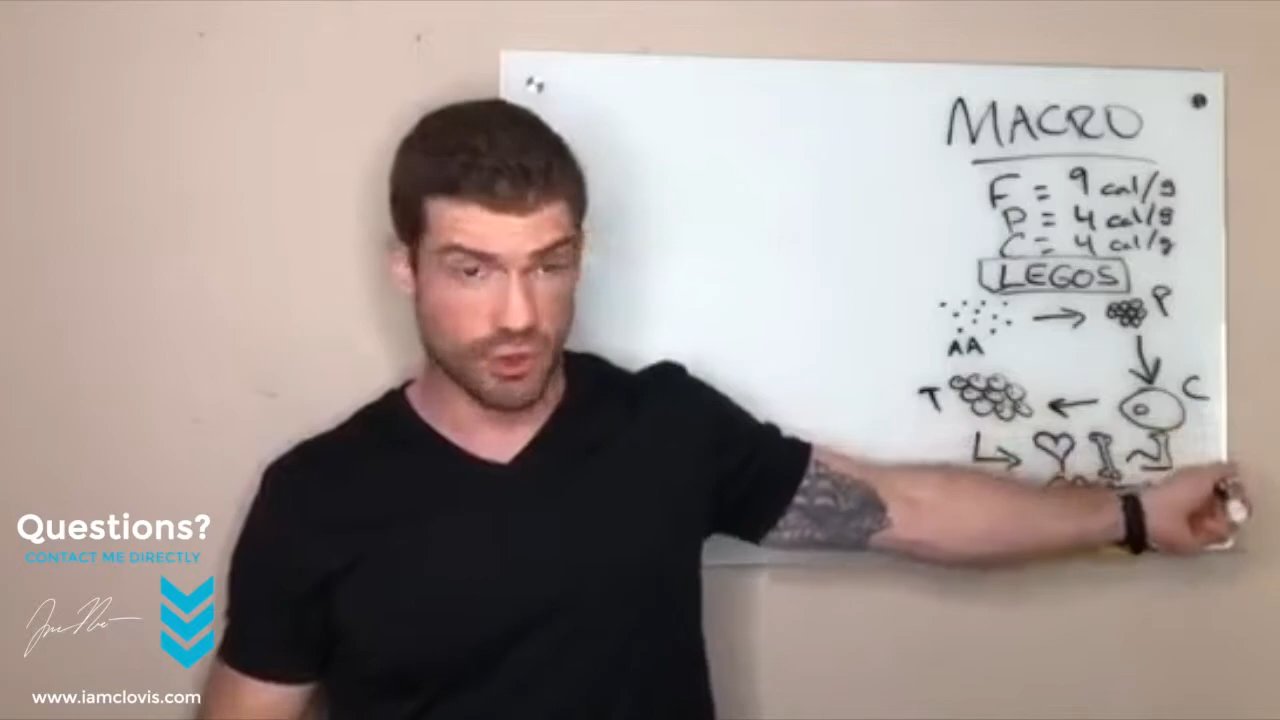 MACRO
F = 9 cal/g
P = 4 cal/g
C = 4 cal/g
LEGOS
P
AA
T
C
Questions?
CONTACT ME DIRECTLY
www.iamclovis.com